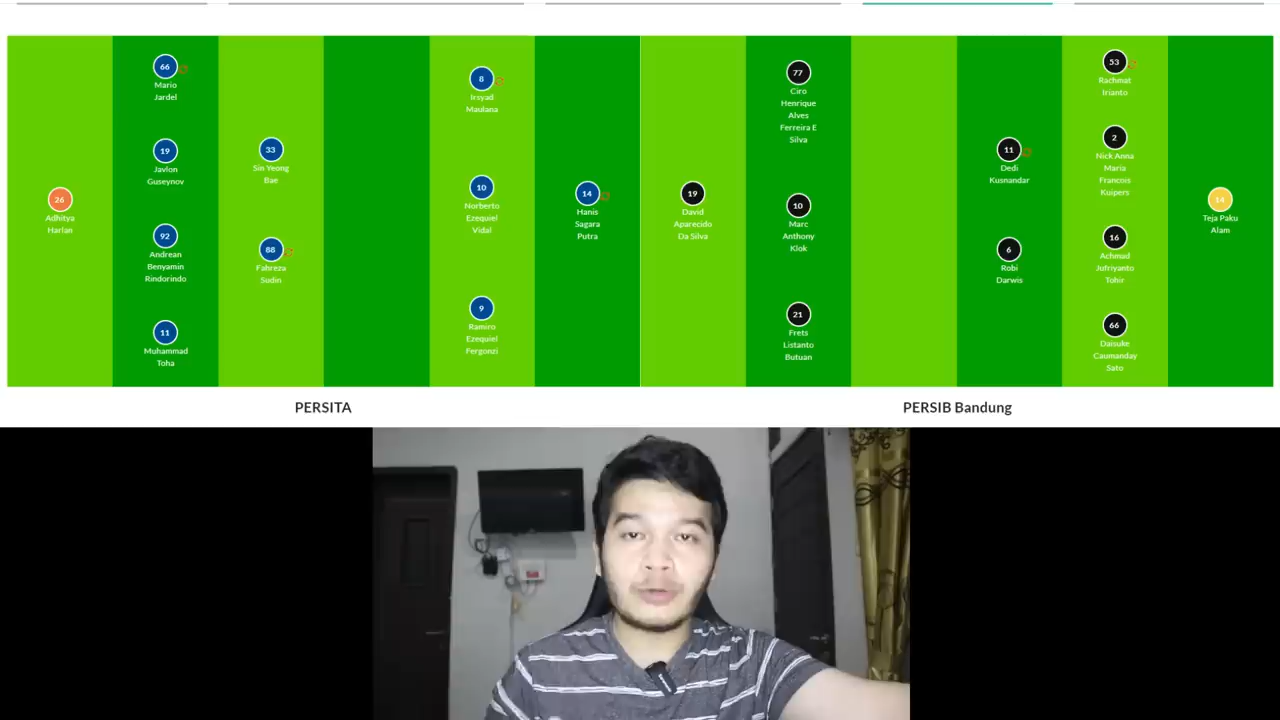 26
Adhitya
Harlan
66
Mario
Jardel
19
Javlon
Guseynov
92
Andrean
Benyamin
Rindorindo
11
Muhammad
Toha
33
Sin Yeong
Bae
88
Fahreza
Sudin
8
Irsyad
Maulana
10
Norberto
Ezequiel
Vidal
9
Ramiro
Ezequiel
Fergonzi
14
Hanis
Sagara
Putra
19
David
Aparecido
Da Silva
77
Ciro
Henrique
Alves
Ferreira E
Silva
10
Marc
Anthony
Klok
21
Frets
Listanto
Butuan
11
Dedi
Kusnandar
6
Robi
Darwis
53
Rachmat
Irianto
2
Nick Anna
Maria
Francois
Kuipers
16
Achmad
Jufriyanto
Tohir
66
Daisuke
Caumanday
Sato
14
Teja Paku
Alam
PERSITA
PERSIB Bandung